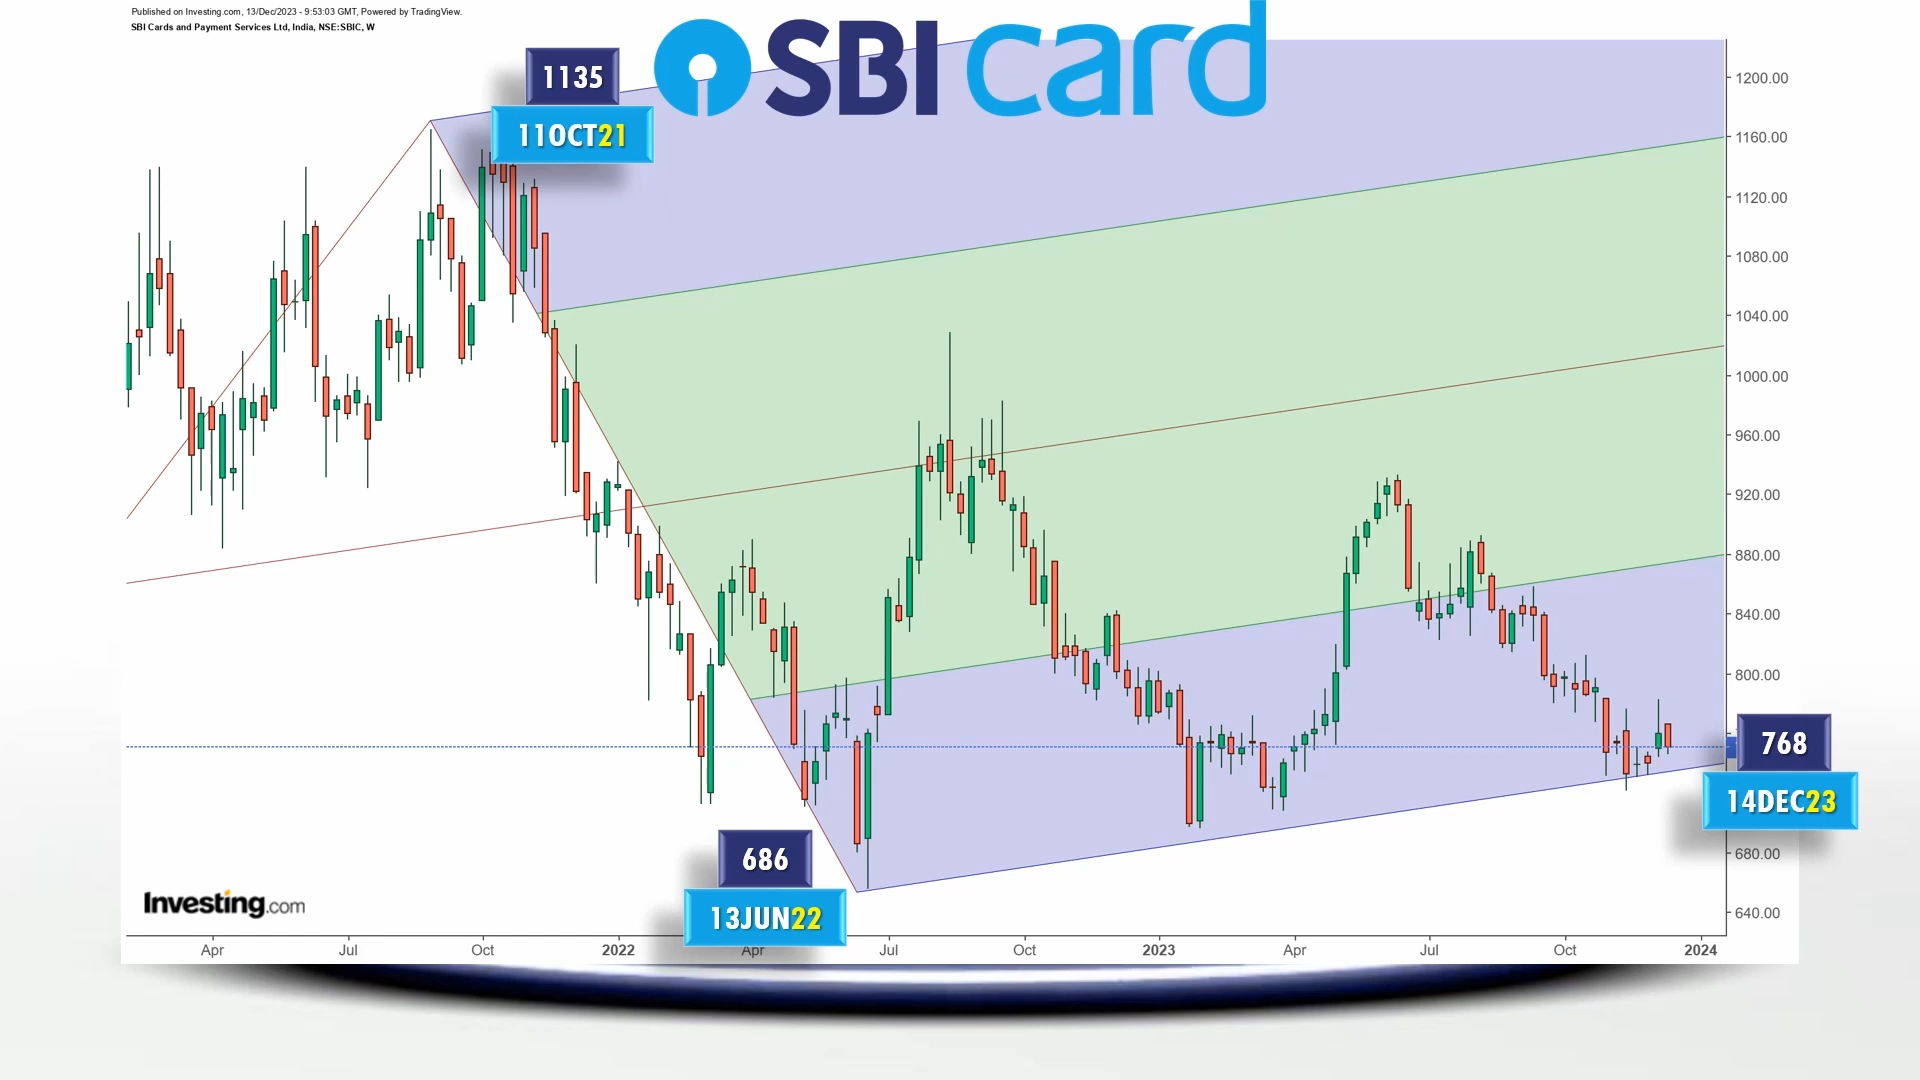 Published on Investing.com, 13/Dec/2023 - 9:53:03 GMT, Powered by TradingView.
SBI Cards and Payment Services Ltd, India, NSE:SBIC, W
SBI card
1135
11OCT21
1200.00
1160.00
1120.00
1080.00
1040.00
1000.00
960.00
920.00
880.00
840.00
800.00
768
14DEC23
680.00
640.00
686
13JUN22
Investing.com
Apr
Jul
Oct
2022
Apr
Jul
Oct
2023
Apr
Jul
Oct
2024